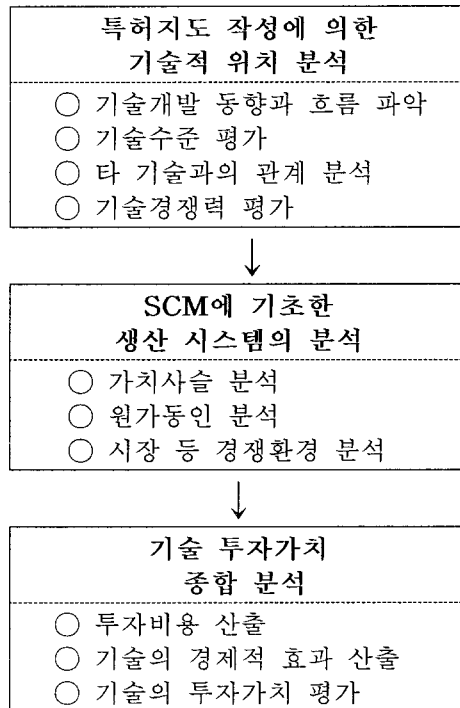 특허지도 작성에 의한
기술적 위치 분석
○ 기술개발 동향과 흐름 파악
○ 기술수준 평가
○ 타 기술과의 관계 분석
○ 기술경쟁력 평가
SCM에 기초한
생산 시스템의 분석
○ 가치사슬 분석
○ 원가동인 분석
○ 시장 등 경쟁환경 분석
기술 투자가치
종합 분석
○ 투자비용 산출
○ 기술의 경제적 효과 산출
○ 기술의 투자가치 평가